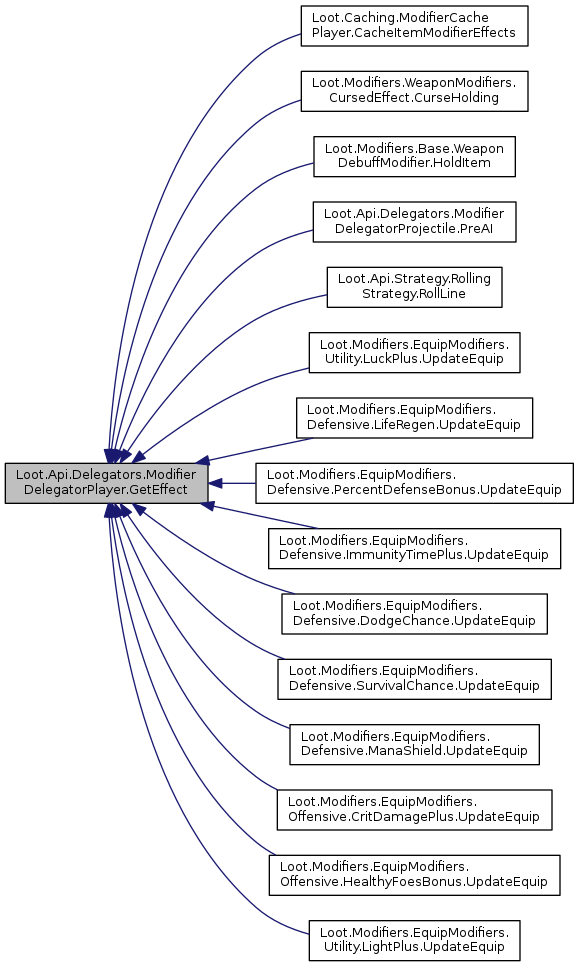 Loot.Caching.ModifierCache
Player.CacheItemModifierEffects
Loot.Modifiers.WeaponModifiers.
CursedEffect.CurseHolding
Loot.Modifiers.Base.Weapon
DebuffModifier.HoldItem
Loot.Api.Delegators.Modifier
DelegatorProjectile.PreAI
Loot.Api.Strategy.Rolling
Strategy.RollLine
Loot.Modifiers.EquipModifiers.
Utility.LuckPlus.UpdateEquip
Loot.Modifiers.EquipModifiers.
Defensive.LifeRegen.UpdateEquip
Loot.Api.Delegators.Modifier
DelegatorPlayer.GetEffect
Loot.Modifiers.EquipModifiers.
Defensive.PercentDefenseBonus.UpdateEquip
Loot.Modifiers.EquipModifiers.
Defensive.ImmunityTimePlus.UpdateEquip
Loot.Modifiers.EquipModifiers.
Defensive.DodgeChance.UpdateEquip
Loot.Modifiers.EquipModifiers.
Defensive.SurvivalChance.UpdateEquip
Loot.Modifiers.EquipModifiers.
Defensive.ManaShield.UpdateEquip
Loot.Modifiers.EquipModifiers.
Offensive.CritDamagePlus.UpdateEquip
Loot.Modifiers.EquipModifiers.
Offensive.HealthyFoesBonus.UpdateEquip
Loot.Modifiers.EquipModifiers.
Utility.LightPlus.UpdateEquip